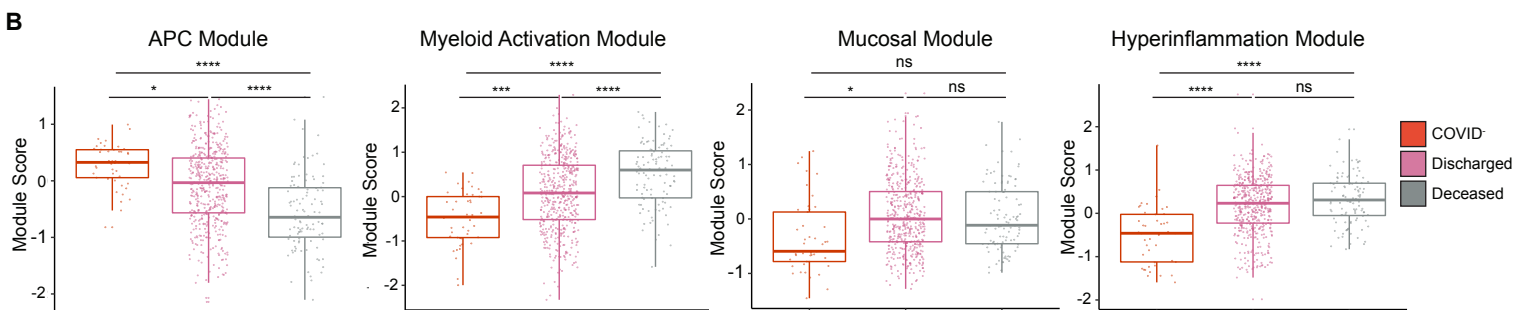 B
APC Module
Myeloid Activation Module
Mucosal Module
Hyperinflammation Module
****
****
ns
****
* ****
*** ****
* ns
**** ns
Module Score
1
0
-1
-2
Module Score
2
1
0
-1
-2
Module Score
2
1
0
-1
Module Score
2
1
0
-1
-2
COVID-
Discharged
Deceased